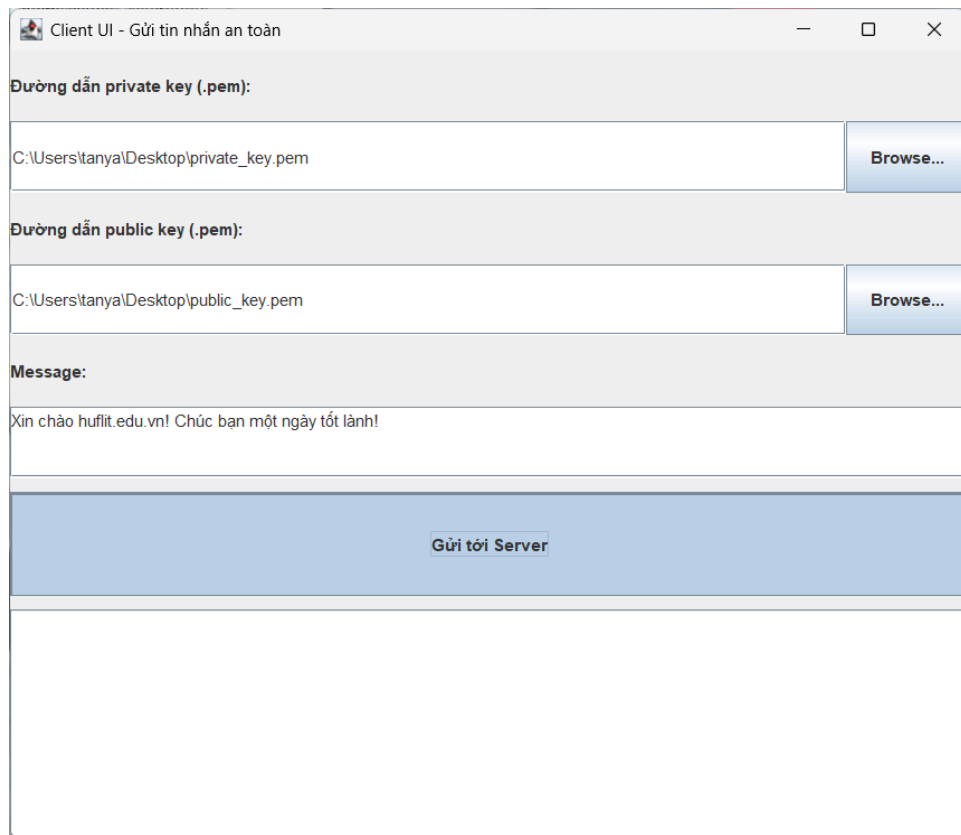 Client UI - Gửi tin nhắn an toàn
Đường dẫn private key (.pem):
C:\Users\tanya\Desktop\private_key.pem
Browse...
Đường dẫn public key (.pem):
C:\Users\tanya\Desktop\public_key.pem
Browse...
Message:
Xin chào huflit.edu.vn! Chúc bạn một ngày tốt lành!
Gửi tới Server